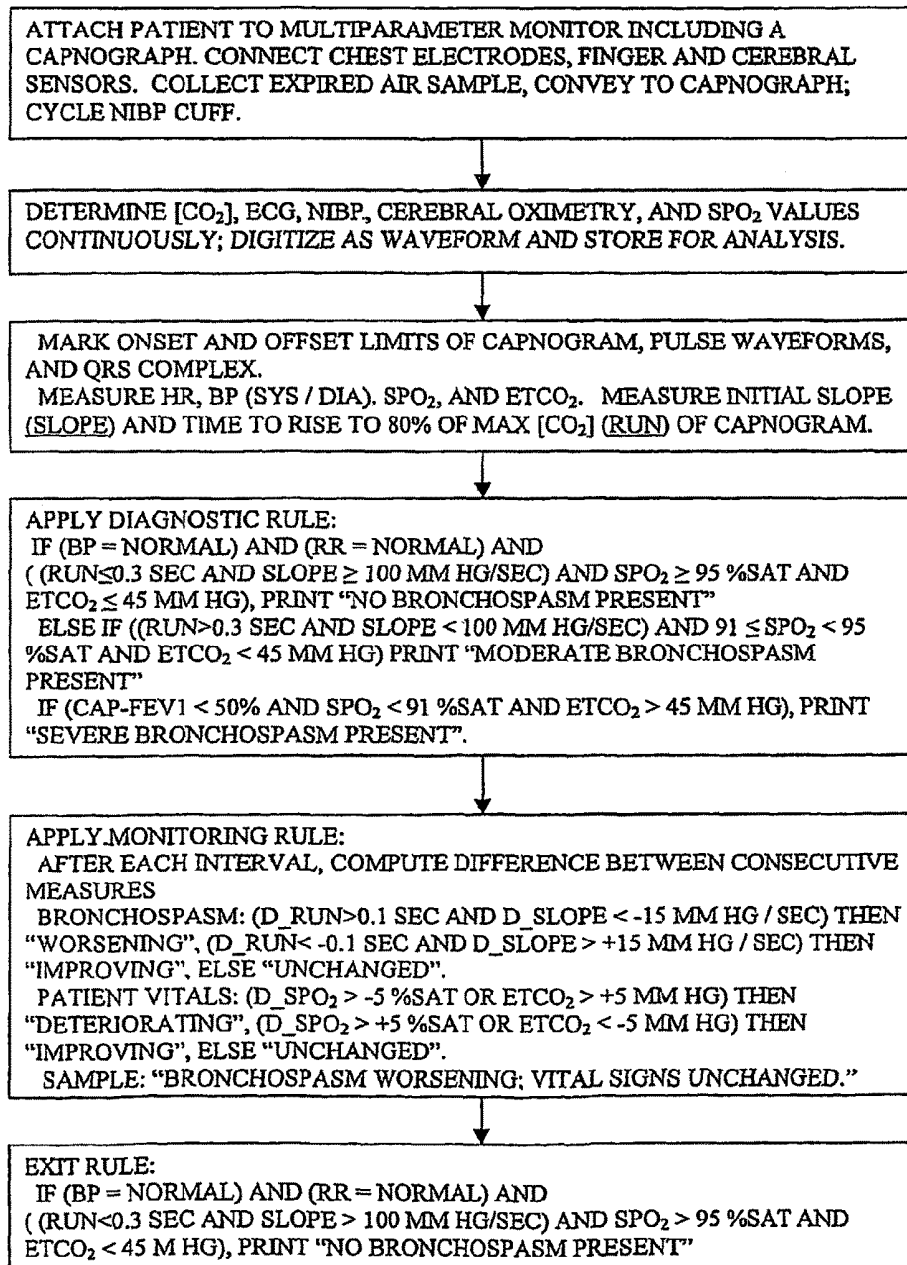 ATTACH PATIENT TO MULTIPARAMETER MONITOR INCLUDING A
CAPNOGRAPH. CONNECT CHEST ELECTRODES, FINGER AND CEREBRAL
SENSORS. COLLECT EXPIRED AIR SAMPLE, CONVEY TO CAPNOGRAPH;
CYCLE NIBP CUFF.
DETERMINE [CO₂], ECG, NIBP, CEREBRAL OXIMETRY, AND SPO₂ VALUES
CONTINUOUSLY; DIGITIZE AS WAVEFORM AND STORE FOR ANALYSIS.
MARK ONSET AND OFFSET LIMITS OF CAPNOGRAM, PULSE WAVEFORMS,
AND QRS COMPLEX.
MEASURE HR, BP (SYS / DIA). SPO₂, AND ETCO₂. MEASURE INITIAL SLOPE
(SLOPE) AND TIME TO RISE TO 80% OF MAX [CO₂] (RUN) OF CAPNOGRAM.
APPLY DIAGNOSTIC RULE:
IF (BP = NORMAL) AND (RR = NORMAL) AND
( (RUN≤0.3 SEC AND SLOPE ≥ 100 MM HG/SEC) AND SPO₂ ≥ 95 %SAT AND
ETCO₂ ≤ 45 MM HG), PRINT “NO BRONCHOSPASM PRESENT”
ELSE IF ((RUN>0.3 SEC AND SLOPE < 100 MM HG/SEC) AND 91 ≤ SPO₂ < 95
%SAT AND ETCO₂ < 45 MM HG) PRINT “MODERATE BRONCHOSPASM
PRESENT”
IF (CAP-FEV1 < 50% AND SPO₂ < 91 %SAT AND ETCO₂ > 45 MM HG), PRINT
“SEVERE BRONCHOSPASM PRESENT”.
APPLY MONITORING RULE:
AFTER EACH INTERVAL, COMPUTE DIFFERENCE BETWEEN CONSECUTIVE
MEASURES
BRONCHOSPASM: (D_RUN>0.1 SEC AND D_SLOPE < -15 MM HG / SEC) THEN
“WORSENING”, (D_RUN< -0.1 SEC AND D_SLOPE > +15 MM HG / SEC) THEN
“IMPROVING”, ELSE “UNCHANGED”.
PATIENT VITALS: (D_SPO₂ > -5 %SAT OR ETCO₂ > +5 MM HG) THEN
“DETERIORATING”, (D_SPO₂ > +5 %SAT OR ETCO₂ < -5 MM HG) THEN
“IMPROVING”, ELSE “UNCHANGED”.
SAMPLE: “BRONCHOSPASM WORSENING; VITAL SIGNS UNCHANGED.”
EXIT RULE:
IF (BP = NORMAL) AND (RR = NORMAL) AND
( (RUN<0.3 SEC AND SLOPE > 100 MM HG/SEC) AND SPO₂ > 95 %SAT AND
ETCO₂ < 45 M HG), PRINT “NO BRONCHOSPASM PRESENT”